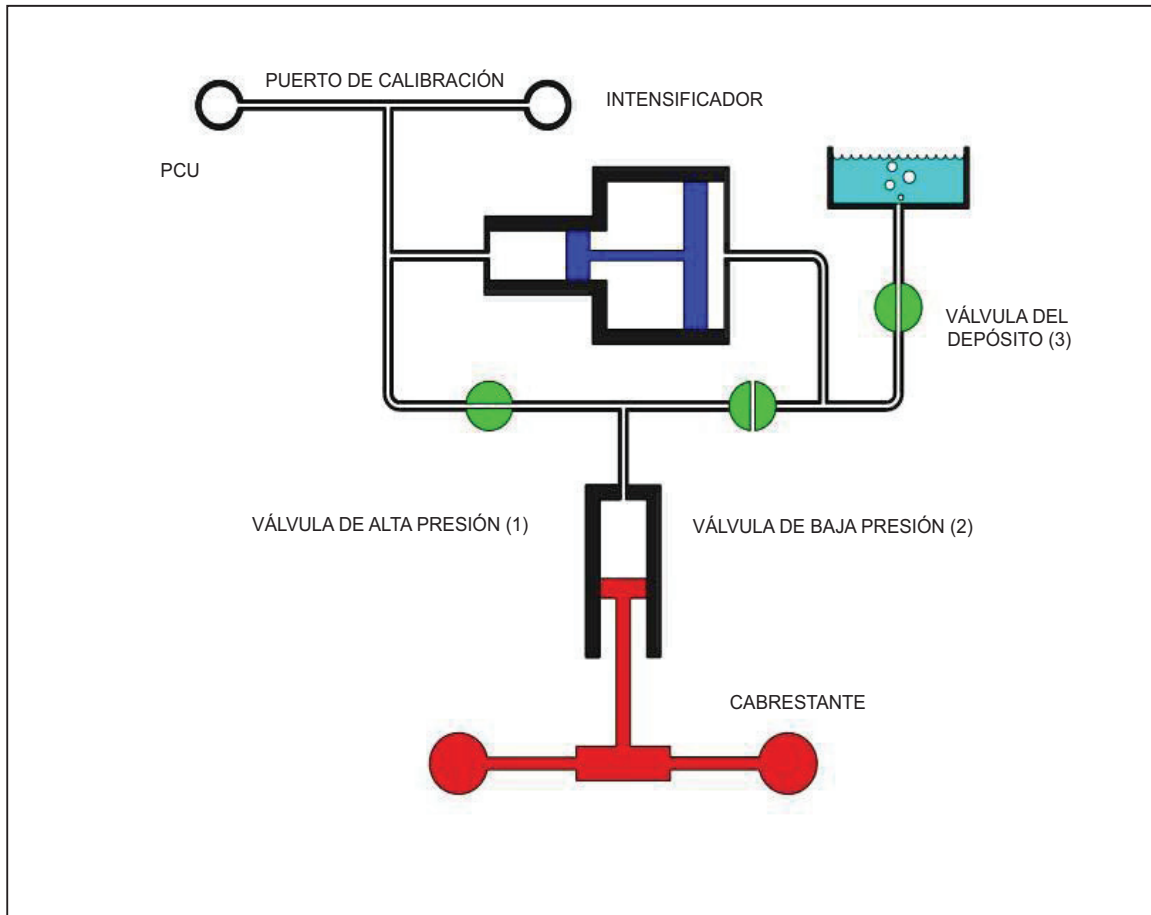 PUERTO DE CALIBRACIÓN
INTENSIFICADOR
PCU
VÁLVULA DEL
DEPÓSITO (3)
VÁLVULA DE ALTA PRESIÓN (1)
VÁLVULA DE BAJA PRESIÓN (2)
CABRESTANTE